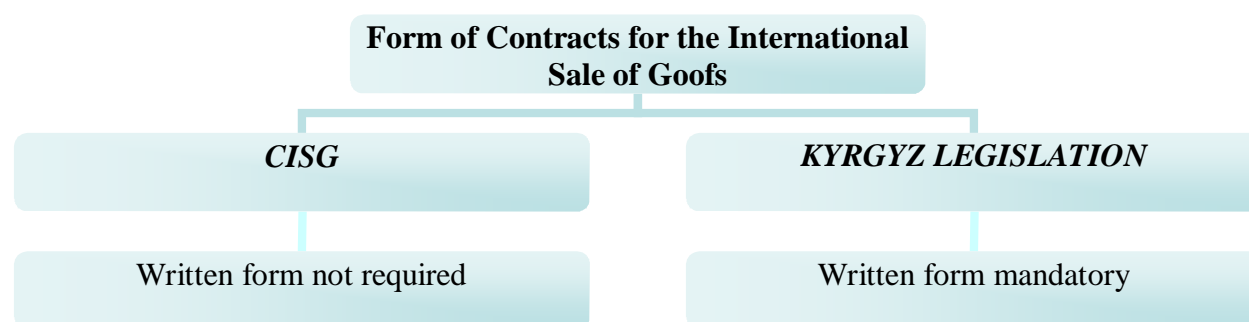 Form of Contracts for the International
Sale of Goofs
CISG
KYRGYZ LEGISLATION
Written form not required
Written form mandatory